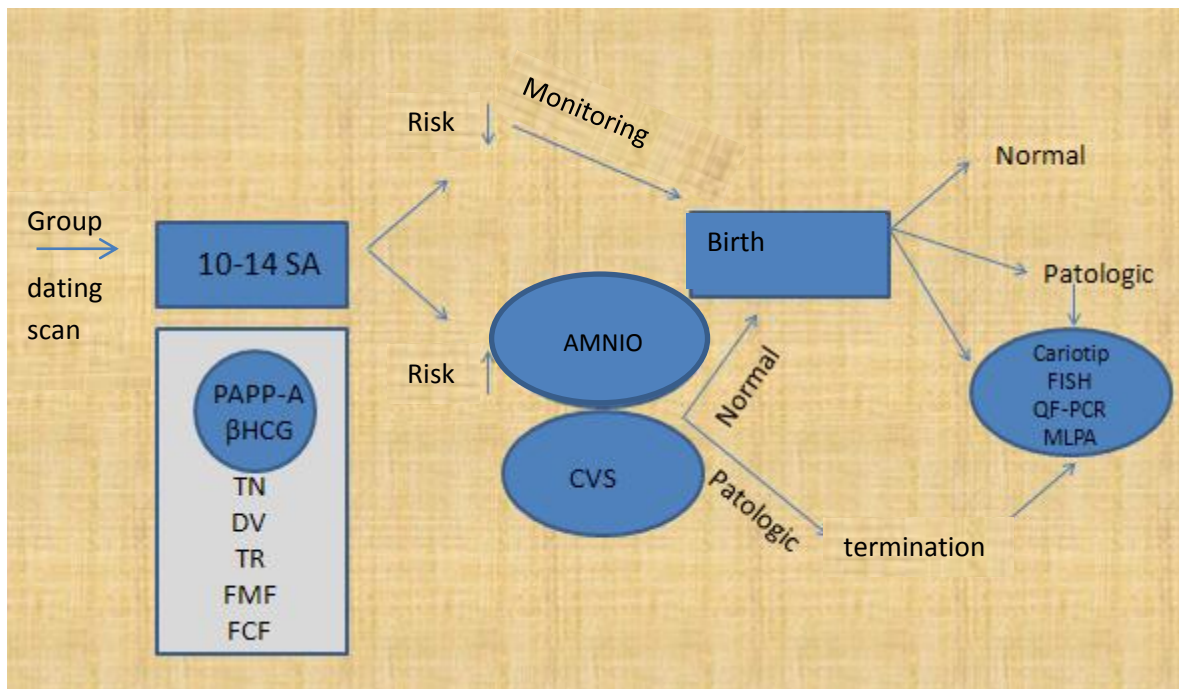 Group
dating
scan
10-14 SA
PAPP-A
βHCG
TN
DV
TR
FMF
FCF
Risk
Monitoring
Risk
AMNIO
CVS
Birth
Normal
Patologic
termination
Normal
Patologic
Cariotip
FISH
QF-PCR
MLPA